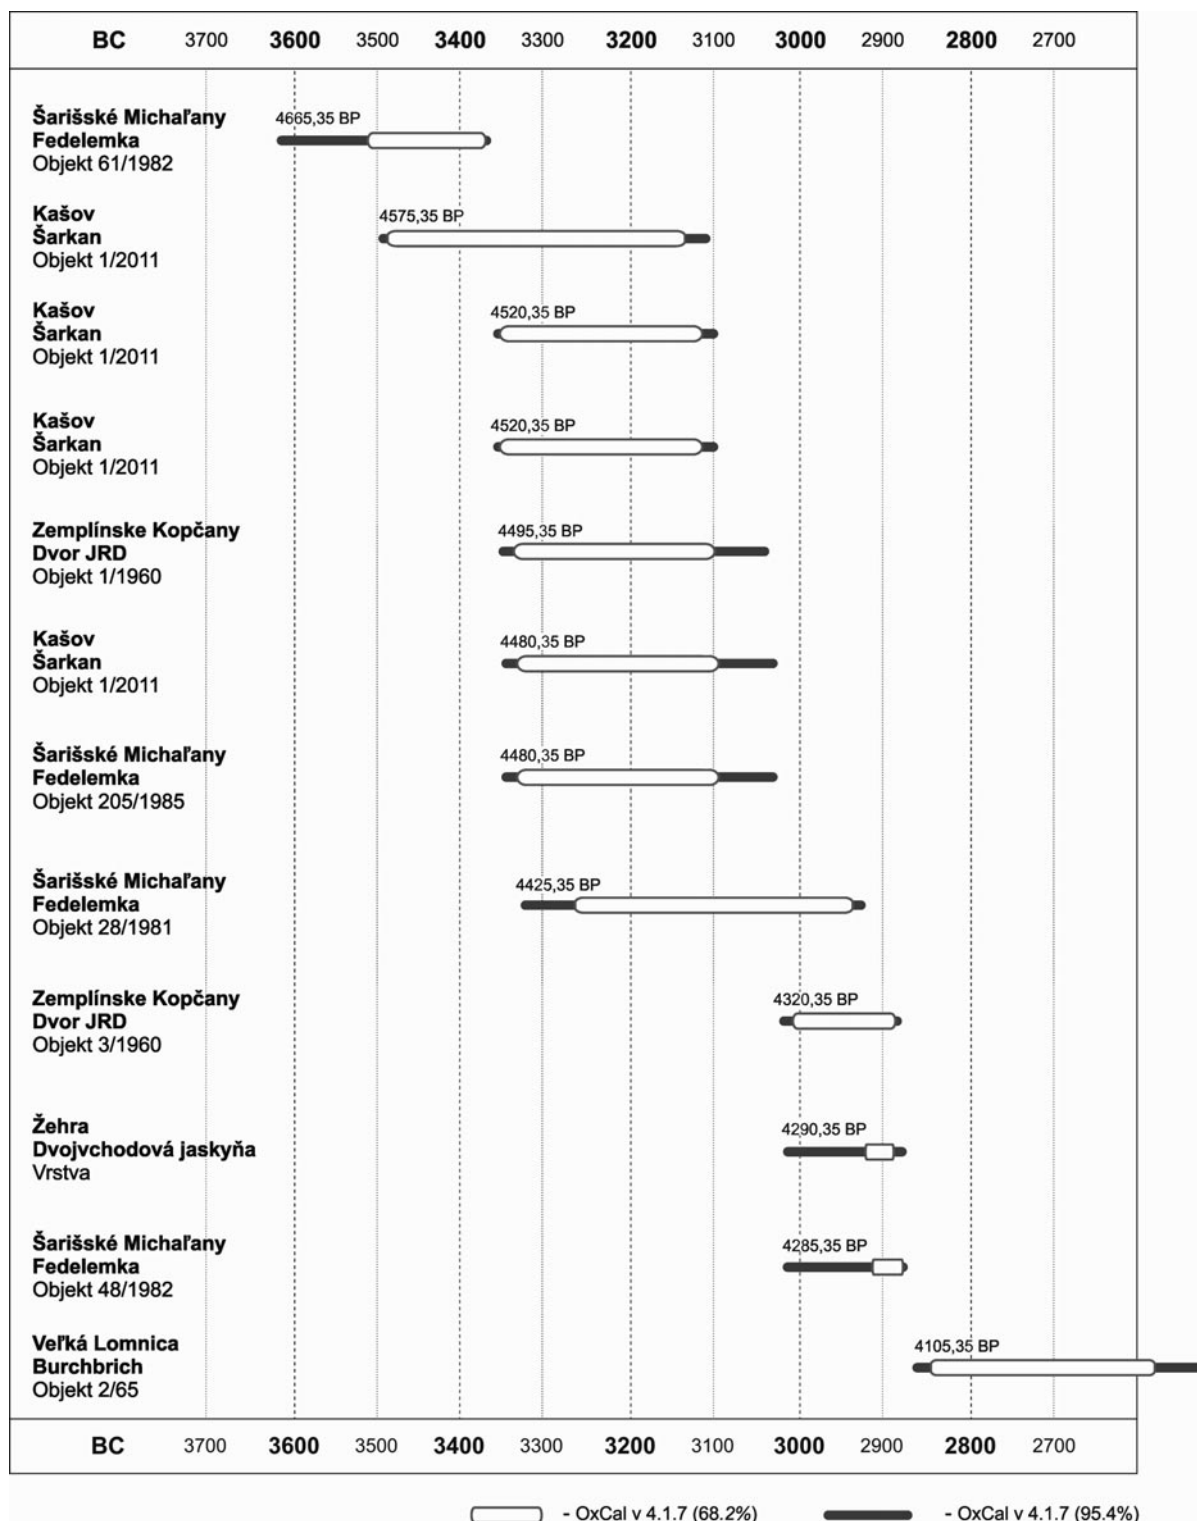 BC 3700 3600 3500 3400 3300 3200 3100 3000 2900 2800 2700
Šarišské Michaľany
Fedelemka
Objekt 61/1982
4665,35 BP
Kašov
Šarkan
Objekt 1/2011
4575,35 BP
Kašov
Šarkan
Objekt 1/2011
4520,35 BP
Kašov
Šarkan
Objekt 1/2011
4520,35 BP
Zemplínske Kopčany
Dvor JRD
Objekt 1/1960
4495,35 BP
Kašov
Šarkan
Objekt 1/2011
4480,35 BP
Šarišské Michaľany
Fedelemka
Objekt 205/1985
4480,35 BP
Šarišské Michaľany
Fedelemka
Objekt 28/1981
4425,35 BP
Zemplínske Kopčany
Dvor JRD
Objekt 3/1960
4320,35 BP
Žehra
Dvojvchodová jaskyňa
Vrstva
4290,35 BP
Šarišské Michaľany
Fedelemka
Objekt 48/1982
4285,35 BP
Veľká Lomnica
Burchbrich
Objekt 2/65
4105,35 BP
BC 3700 3600 3500 3400 3300 3200 3100 3000 2900 2800 2700
- OxCal v 4.1.7 (68.2%) - OxCal v 4.1.7 (95.4%)